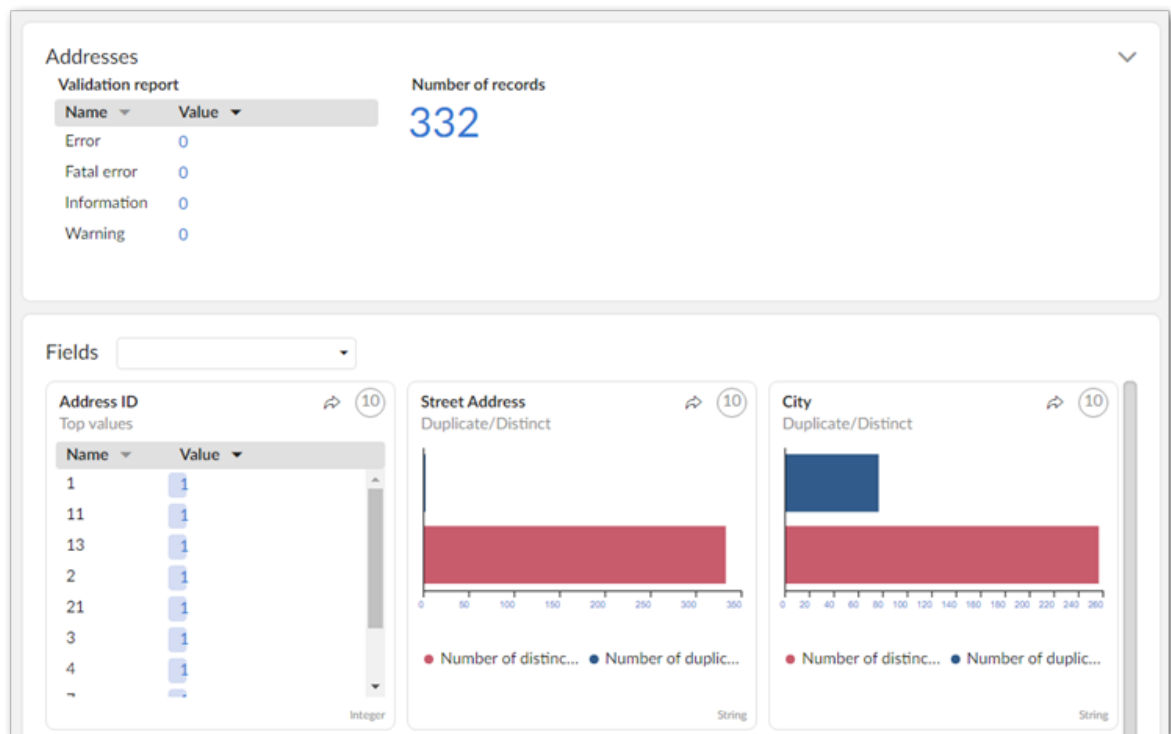 Addresses
Validation report
Number of records
Name Value
332
Error 0
Fatal error 0
Information 0
Warning 0
Fields
Address ID 10
Top values
Name Value
1 1
11 1
13 1
2 1
21 1
3 1
4 1
Integer
Street Address 10
Duplicate/Distinct
0 50 100 150 200 250 300 350
Number of distinc... Number of duplic...
String
City 10
Duplicate/Distinct
0 20 40 60 80 100 120 140 160 180 200 220 240 260
Number of distinc... Number of duplic...
String